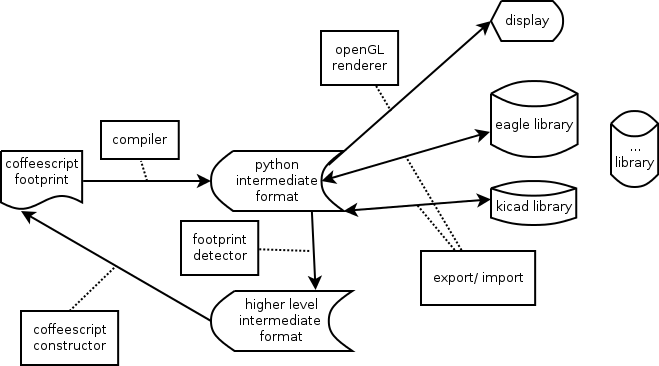 display
openGL
renderer
eagle library
compiler
...
library
coffeescript
footprint
python
intermediate
format
kicad library
footprint
detector
export/ import
higher level
intermediate
format
coffeescript
constructor